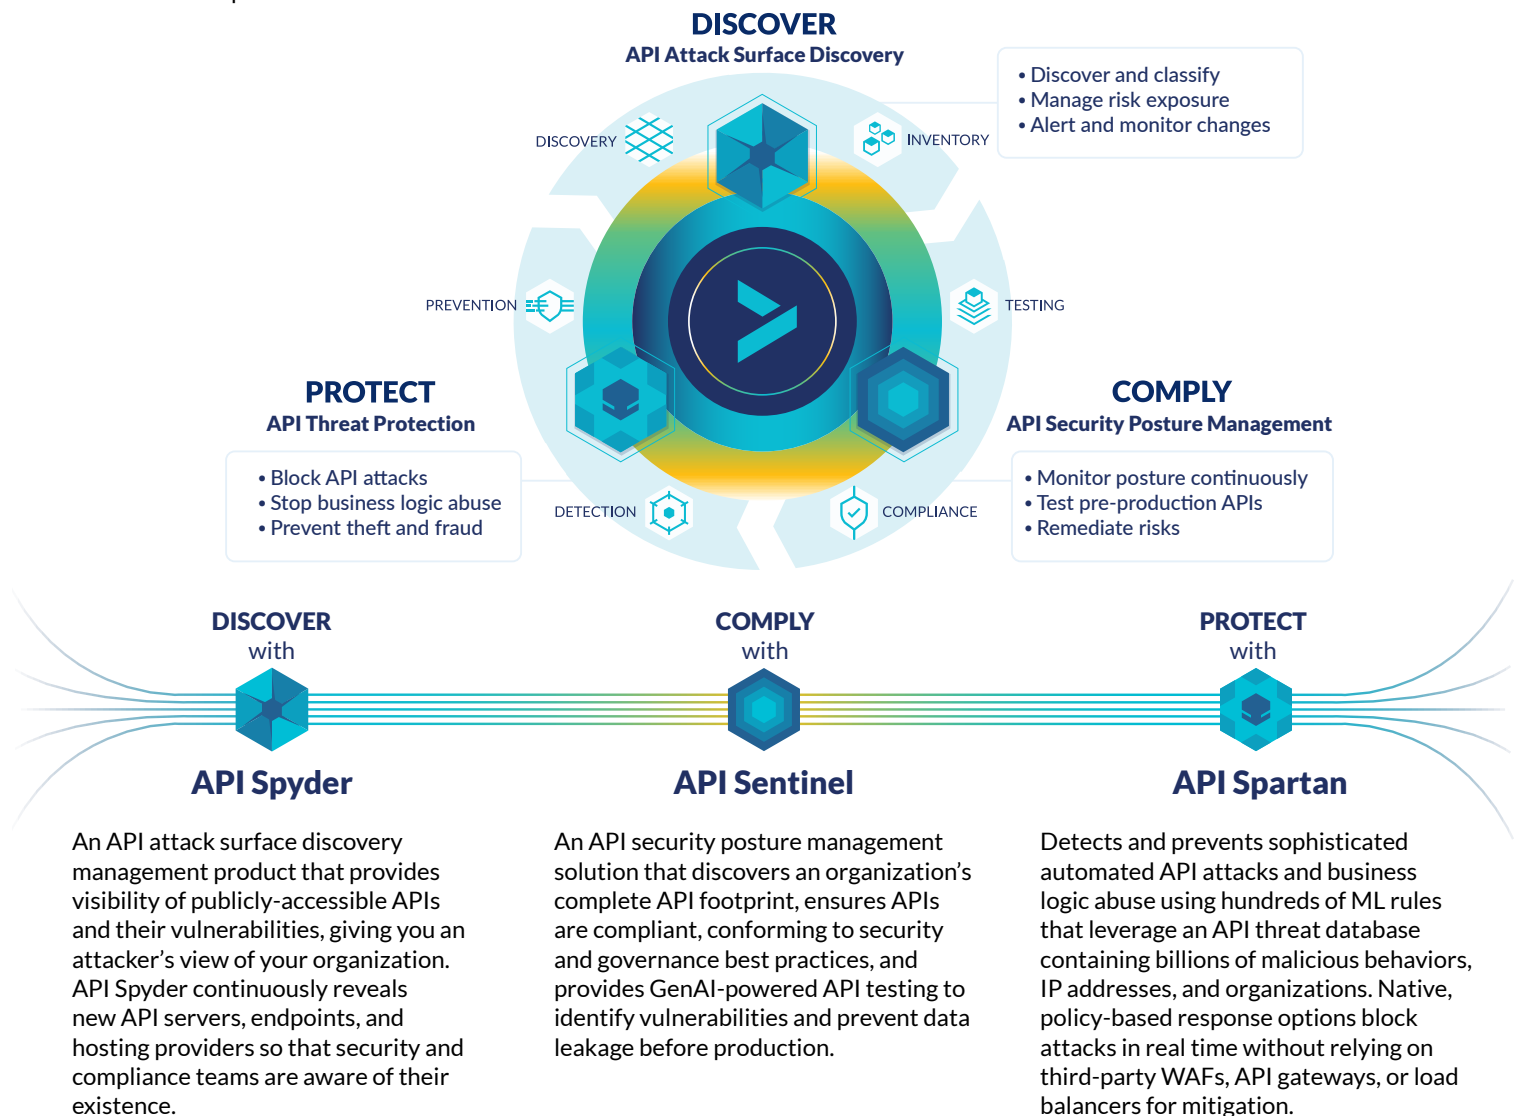 DISCOVER
API Attack Surface Discovery
• Discover and classify
• Manage risk exposure
• Alert and monitor changes
DISCOVERY
INVENTORY
PREVENTION
TESTING
PROTECT
API Threat Protection
• Block API attacks
• Stop business logic abuse
• Prevent theft and fraud
COMPLY
API Security Posture Management
• Monitor posture continuously
• Test pre-production APIs
• Remediate risks
DETECTION
COMPLIANCE
DISCOVER
with
API Spyder
An API attack surface discovery
management product that provides
visibility of publicly-accessible APIs
and their vulnerabilities, giving you an
attacker’s view of your organization.
API Spyder continuously reveals
new API servers, endpoints, and
hosting providers so that security and
compliance teams are aware of their
existence.
COMPLY
with
API Sentinel
An API security posture management
solution that discovers an organization’s
complete API footprint, ensures APIs
are compliant, conforming to security
and governance best practices, and
provides GenAI-powered API testing to
identify vulnerabilities and prevent data
leakage before production.
PROTECT
with
API Spartan
Detects and prevents sophisticated
automated API attacks and business
logic abuse using hundreds of ML rules
that leverage an API threat database
containing billions of malicious behaviors,
IP addresses, and organizations. Native,
policy-based response options block
attacks in real time without relying on
third-party WAFs, API gateways, or load
balancers for mitigation.